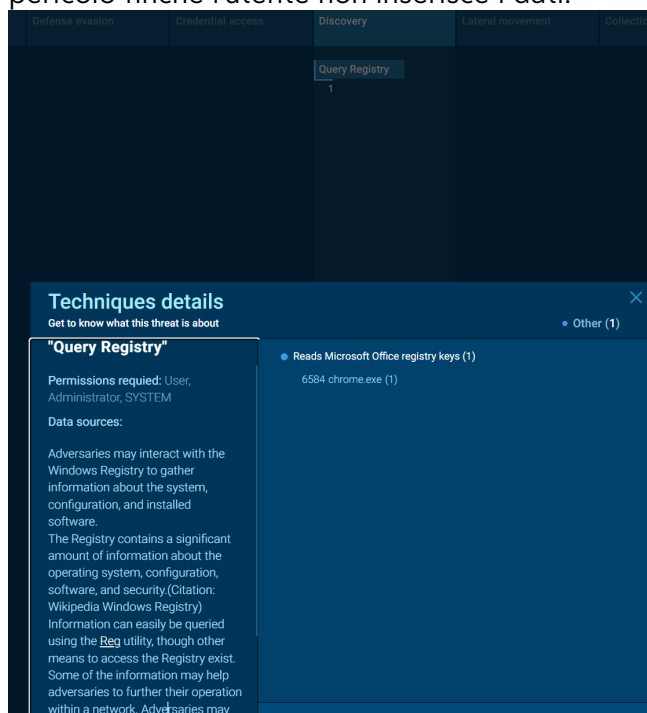 pericolo finché l'utente non inserisce i dati.
Defense evasion Credential access Discovery Lateral movement Collectio
Query Registry
1
Techniques details
Get to know what this threat is about
Other (1)
"Query Registry"
Permissions requied: User,
Administrator, SYSTEM
Data sources:
Adversaries may interact with the
Windows Registry to gather
information about the system,
configuration, and installed
software.
The Registry contains a significant
amount of information about the
operating system, configuration,
software, and security.(Citation:
Wikipedia Windows Registry)
Information can easily be queried
using the Reg utility, though other
means to access the Registry exist.
Some of the information may help
adversaries to further their operation
within a network. Adversaries may
Reads Microsoft Office registry keys (1)
6584 chrome.exe (1)